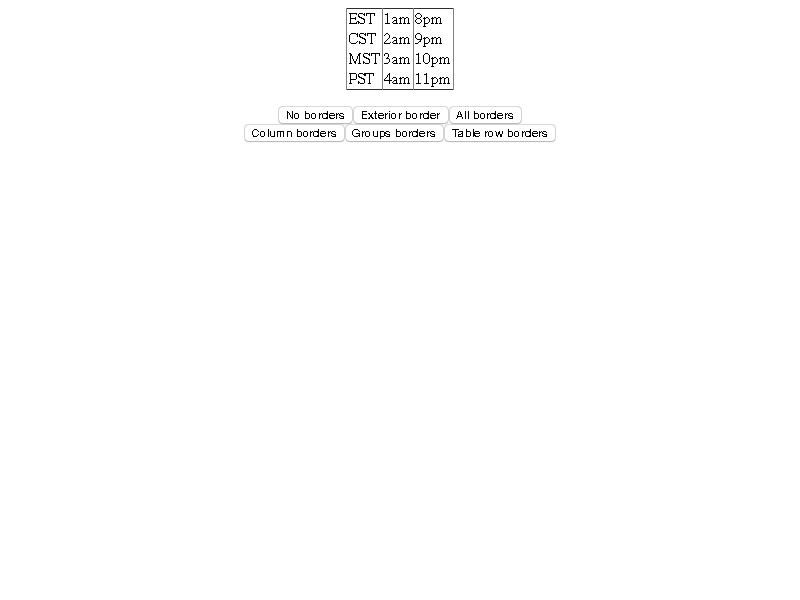 EST 1am 8pm
CST 2am 9pm
MST 3am 10pm
PST 4am 11pm
No borders Exterior border All borders
Column borders Groups borders Table row borders